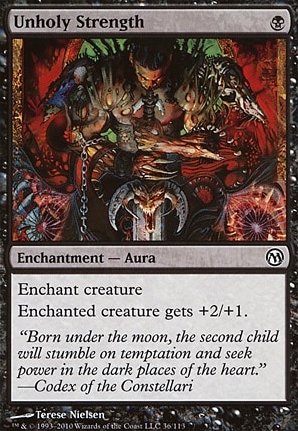 Unholy Strength
Enchantment — Aura
Enchant creature
Enchanted creature gets +2/+1.
“Born under the moon, the second child
will stumble on temptation and seek
power in the dark places of the heart.”
—Codex of the Constellari
Terese Nielsen
™ & © 1993–2010 Wizards of the Coast LLC 36/113